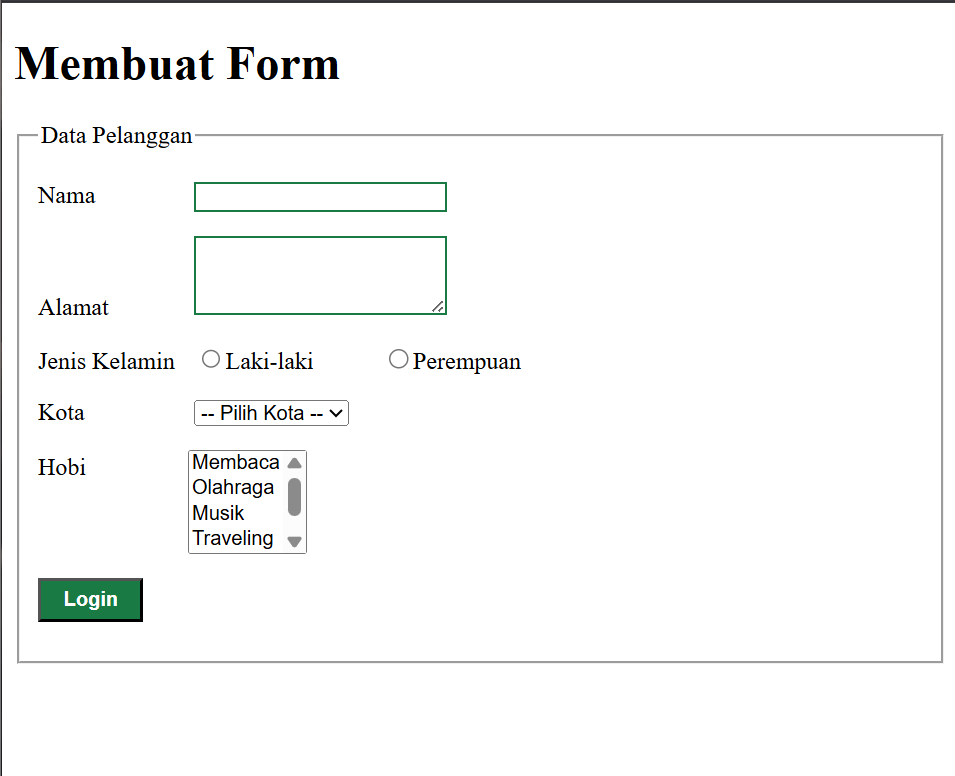 Membuat Form
Data Pelanggan
Nama
Alamat
Jenis Kelamin Laki-laki Perempuan
Kota -- Pilih Kota --
Hobi Membaca
Olahraga
Musik
Traveling
Login